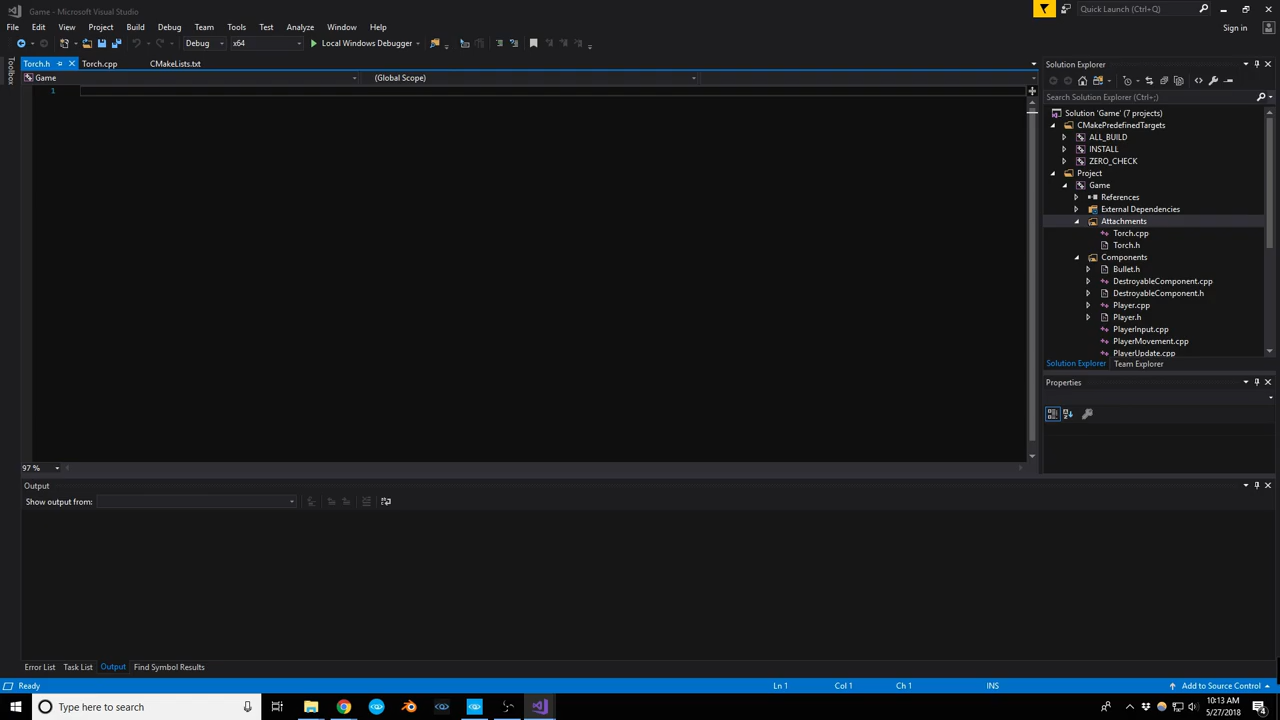 Game - Microsoft Visual Studio
Quick Launch (Ctrl+Q)
File Edit View Project Build Debug Team Tools Test Analyze Window Help
Sign in
Debug x64 Local Windows Debugger
Toolbox
Torch.h Torch.cpp CMakeLists.txt
Game (Global Scope)
1
97 %
Solution Explorer
Search Solution Explorer (Ctrl+;)
Solution 'Game' (7 projects)
CMakePredefinedTargets
ALL_BUILD
INSTALL
ZERO_CHECK
Project
Game
References
External Dependencies
Attachments
Torch.cpp
Torch.h
Components
Bullet.h
DestroyableComponent.cpp
DestroyableComponent.h
Player.cpp
Player.h
PlayerInput.cpp
PlayerMovement.cpp
PlayerUpdate.cpp
Solution Explorer Team Explorer
Properties
Output
Show output from:
Error List Task List Output Find Symbol Results
Ready Ln 1 Col 1 Ch 1 INS Add to Source Control
Type here to search
10:13 AM
5/27/2018